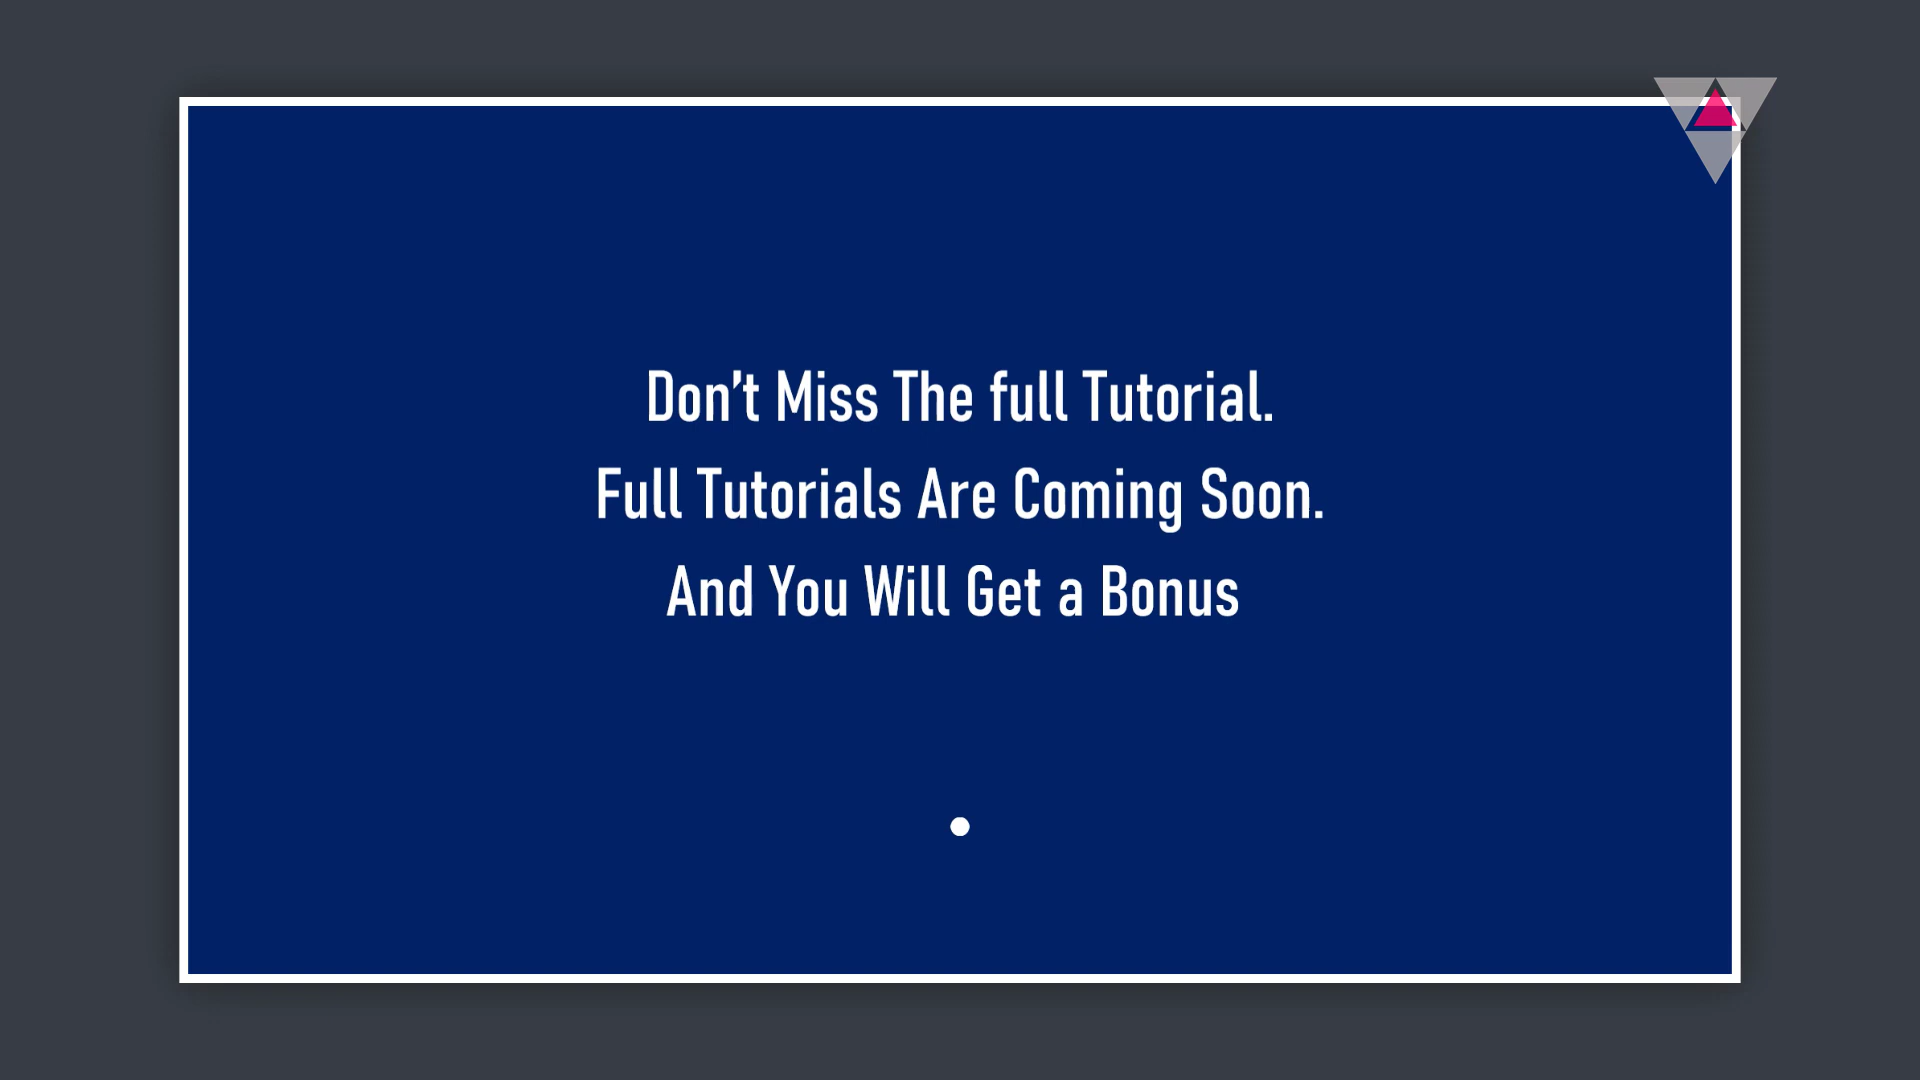 Don’t Miss The full Tutorial.
Full Tutorials Are Coming Soon.
And You Will Get a Bonus